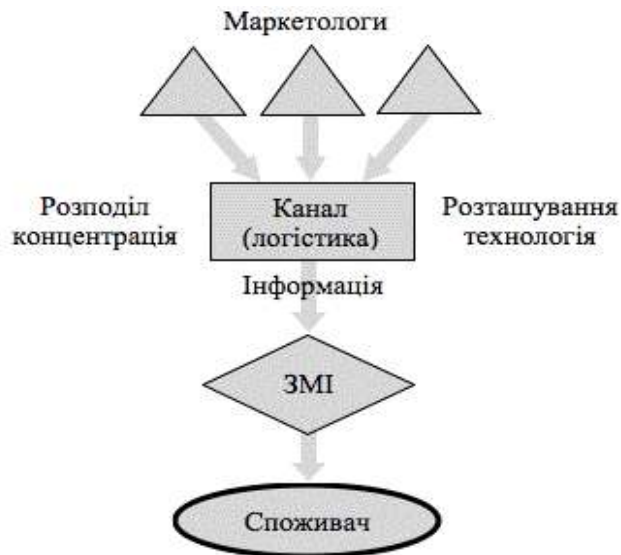 Маркетологи
Розподіл
концентрація
Канал
(логістика)
Розташування
технологія
Інформація
ЗМІ
Споживач